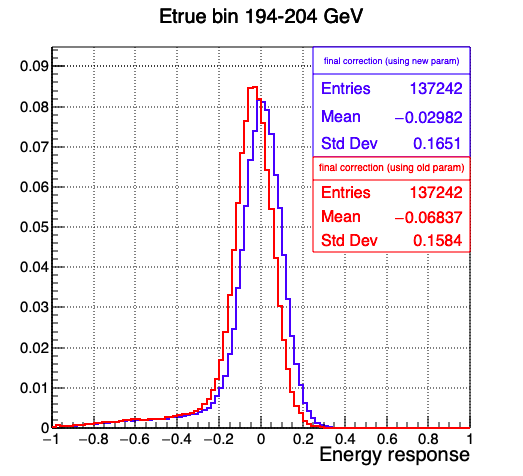 Etrue bin 194-204 GeV
final correction (using new param)
Entries 137242
Mean −0.02982
Std Dev 0.1651
final correction (using old param)
Entries 137242
Mean −0.06837
Std Dev 0.1584
0.09
0.08
0.07
0.06
0.05
0.04
0.03
0.02
0.01
0
−1 −0.8 −0.6 −0.4 −0.2 0 0.2 0.4 0.6 0.8 1
Energy response